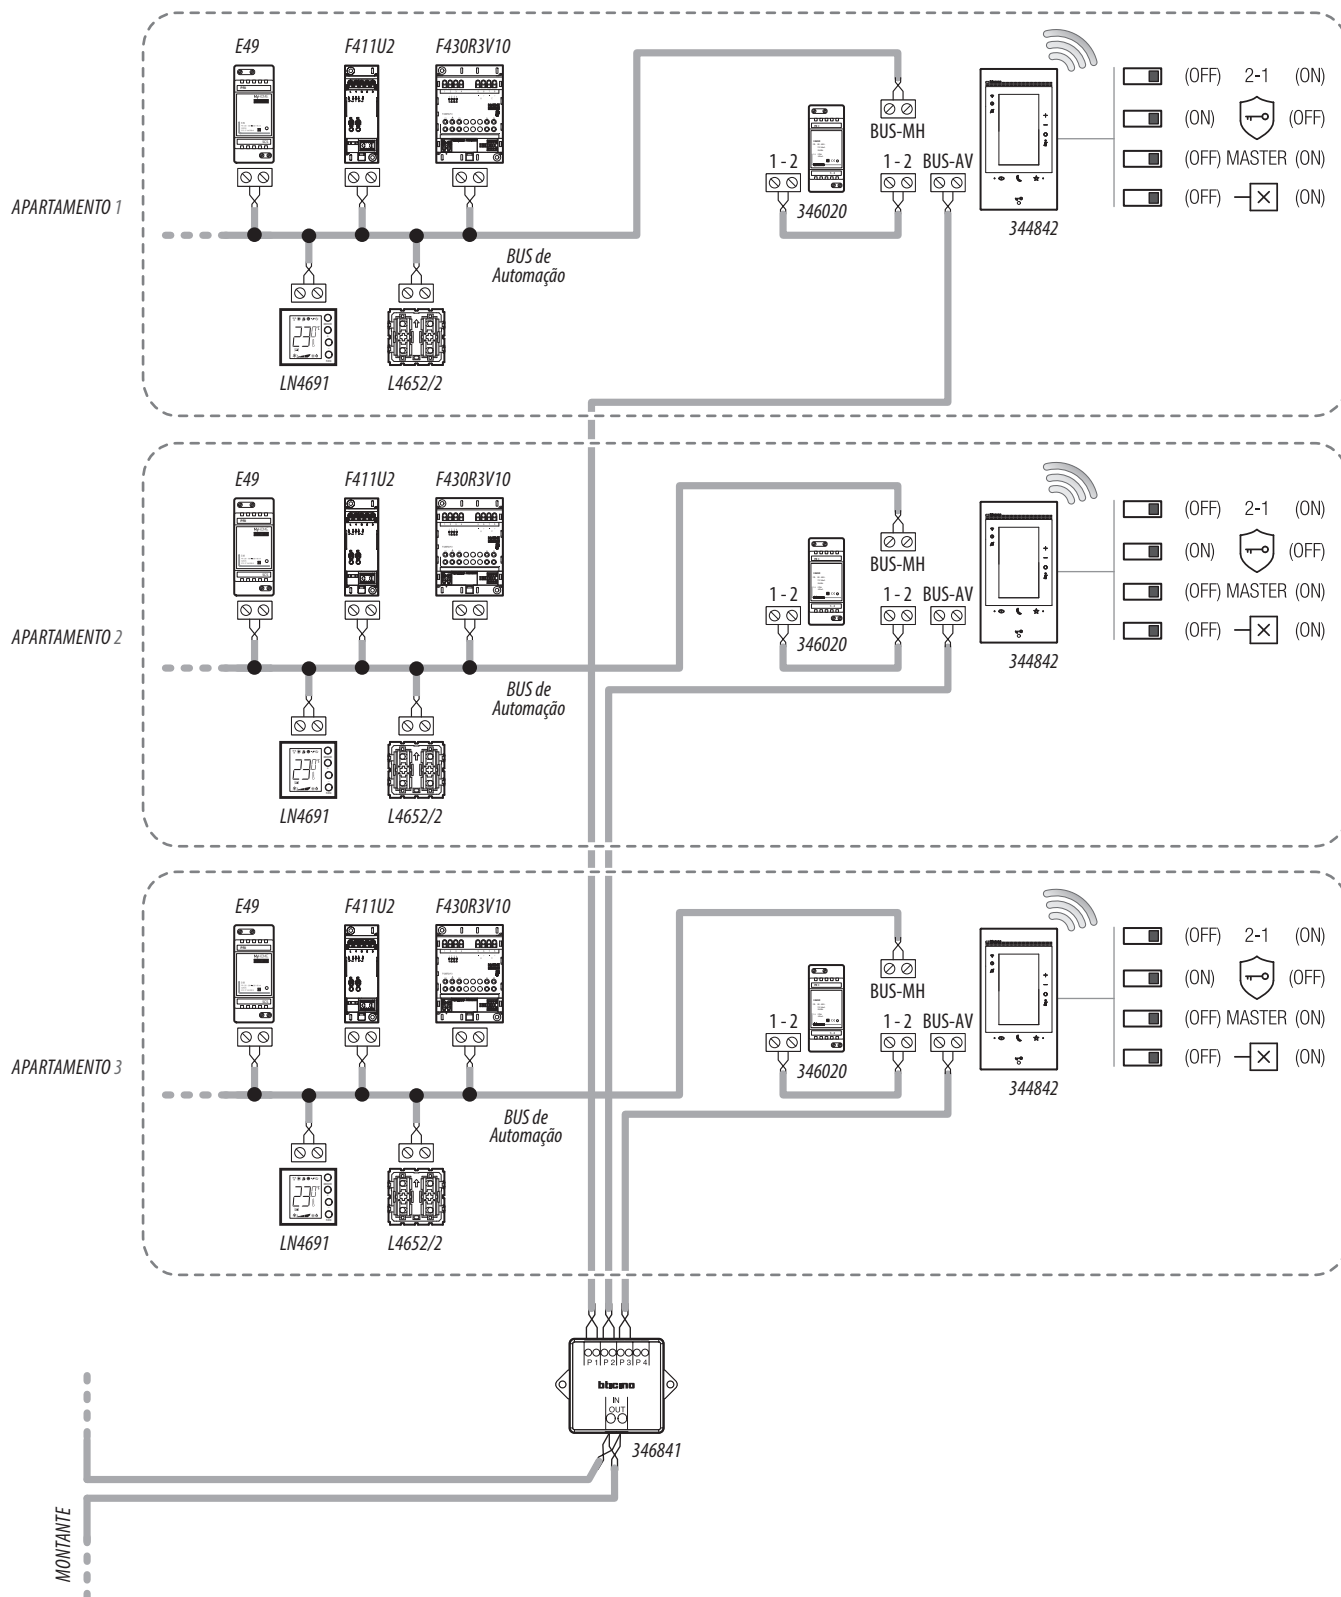 E49 F411U2 F430R3V10
(OFF) 2-1 (ON)
BUS-MH
(ON) (OFF)
1 - 2 1 - 2 BUS-AV
(OFF) MASTER (ON)
APARTAMENTO 1
346020
(OFF) (ON)
344842
BUS de
Automação
LN4691 L4652/2
E49 F411U2 F430R3V10
(OFF) 2-1 (ON)
BUS-MH
(ON) (OFF)
1 - 2 1 - 2 BUS-AV
(OFF) MASTER (ON)
APARTAMENTO 2
346020
(OFF) (ON)
344842
BUS de
Automação
LN4691 L4652/2
E49 F411U2 F430R3V10
(OFF) 2-1 (ON)
BUS-MH
(ON) (OFF)
1 - 2 1 - 2 BUS-AV
(OFF) MASTER (ON)
APARTAMENTO 3
346020
(OFF) (ON)
344842
BUS de
Automação
LN4691 L4652/2
P1 P2 P3 P4
bticino
IN
OUT
346841
MONTANTE